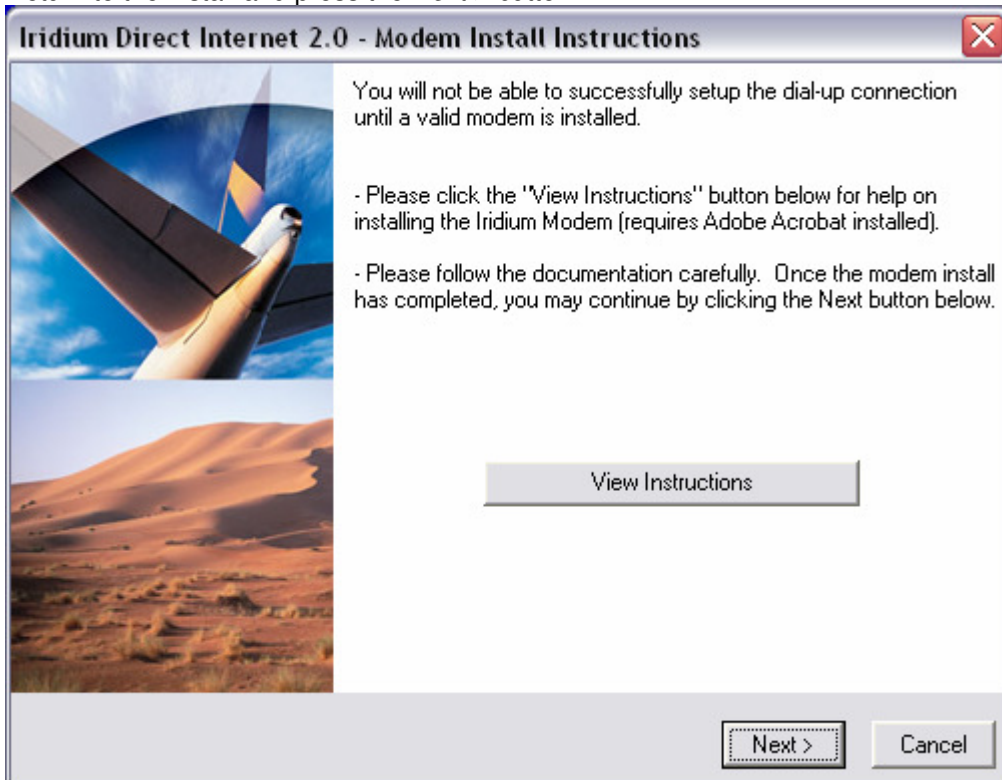 Iridium Direct Internet 2.0 - Modem Install Instructions
You will not be able to successfully setup the dial-up connection
until a valid modem is installed.
- Please click the "View Instructions" button below for help on
installing the Iridium Modem (requires Adobe Acrobat installed).
- Please follow the documentation carefully. Once the modem install
has completed, you may continue by clicking the Next button below.
View Instructions
Next >
Cancel